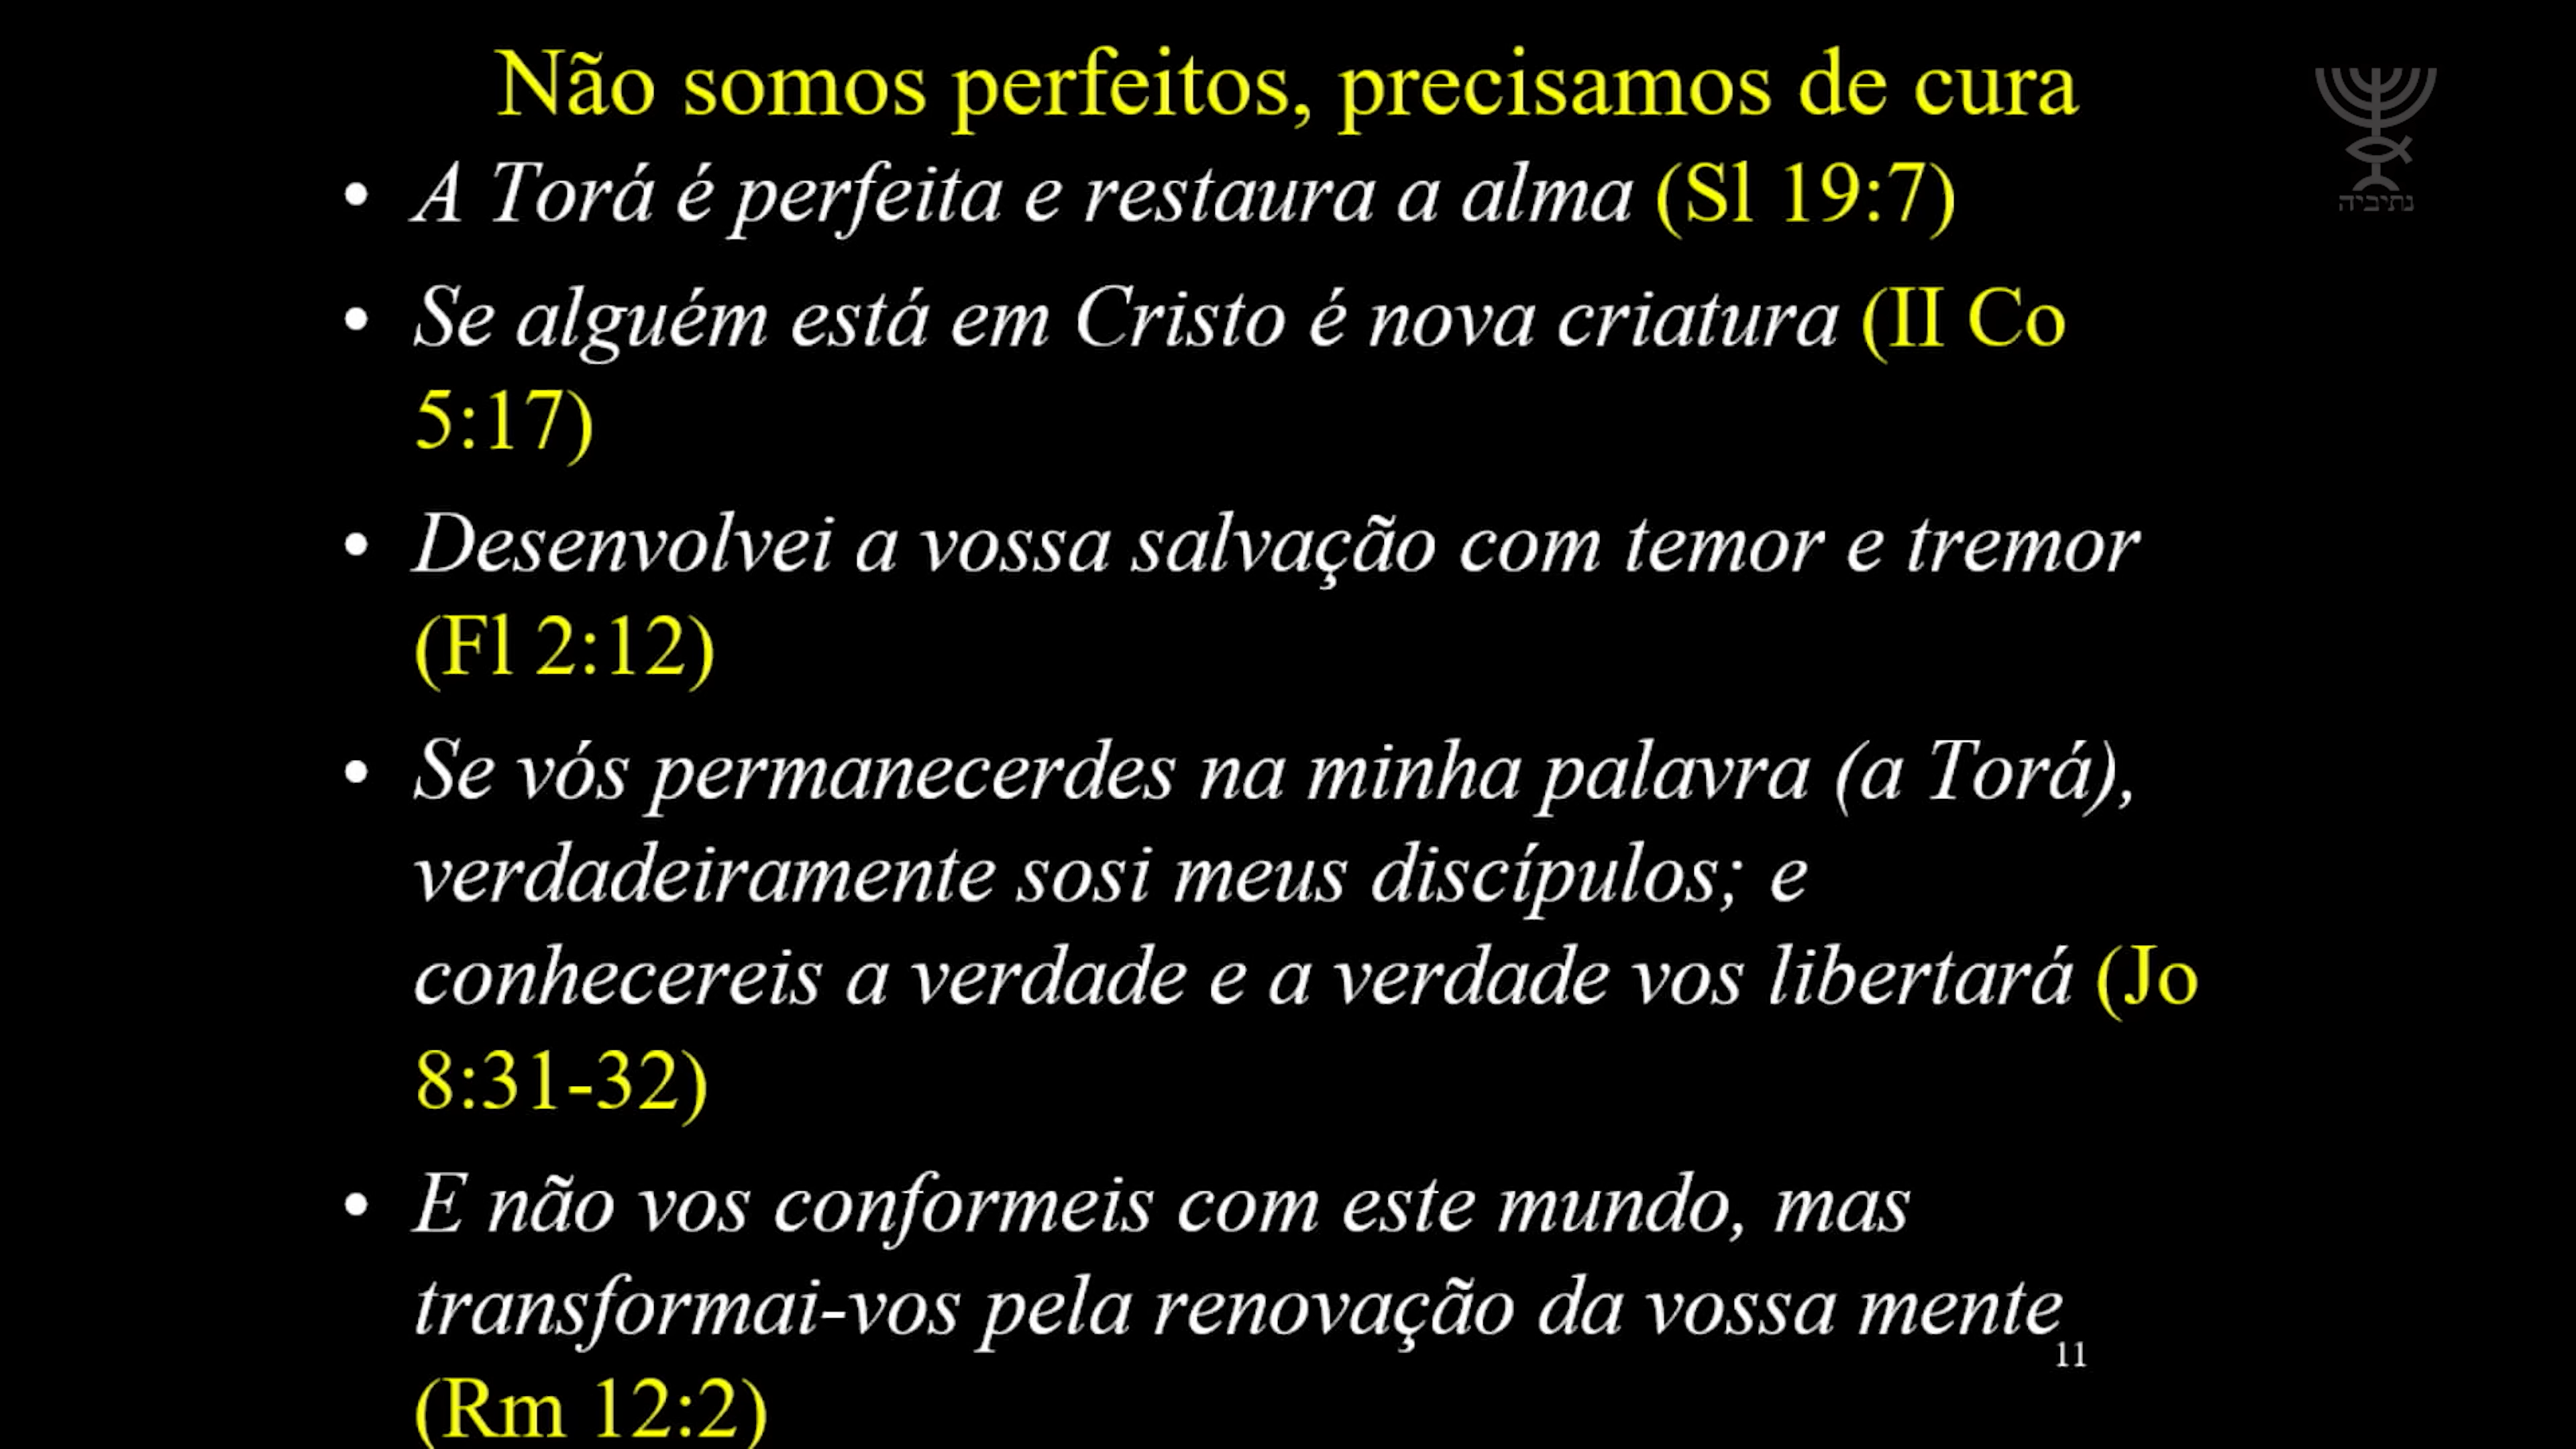 Não somos perfeitos, precisamos de cura
• A Torá é perfeita e restaura a alma (Sl 19:7)
• Se alguém está em Cristo é nova criatura (II Co
5:17)
• Desenvolvei a vossa salvação com temor e tremor
(Fl 2:12)
• Se vós permanecerdes na minha palavra (a Torá),
verdadeiramente sosi meus discípulos; e
conhecereis a verdade e a verdade vos libertará (Jo
8:31-32)
• E não vos conformeis com este mundo, mas
transformai-vos pela renovação da vossa mente
(Rm 12:2)
11
נתיביה